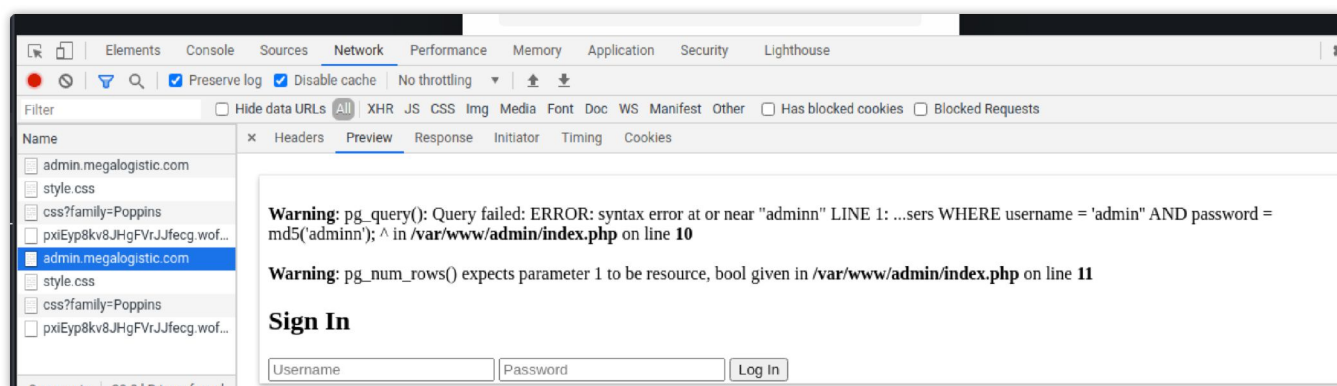 Elements Console Sources Network Performance Memory Application Security Lighthouse
Preserve log Disable cache No throttling
Filter Hide data URLs All XHR JS CSS Img Media Font Doc WS Manifest Other Has blocked cookies Blocked Requests
Name
× Headers Preview Response Initiator Timing Cookies
admin.megalogistic.com
style.css
css?family=Poppins
pxiEyp8kv8JHgFVrJJfecg.wof...
admin.megalogistic.com
style.css
css?family=Poppins
pxiEyp8kv8JHgFVrJJfecg.wof...
Warning: pg_query(): Query failed: ERROR: syntax error at or near "adminn" LINE 1: ...sers WHERE username = 'admin'' AND password =
md5('adminn'); ^ in /var/www/admin/index.php on line 10
Warning: pg_num_rows() expects parameter 1 to be resource, bool given in /var/www/admin/index.php on line 11
Sign In
Username Password Log In